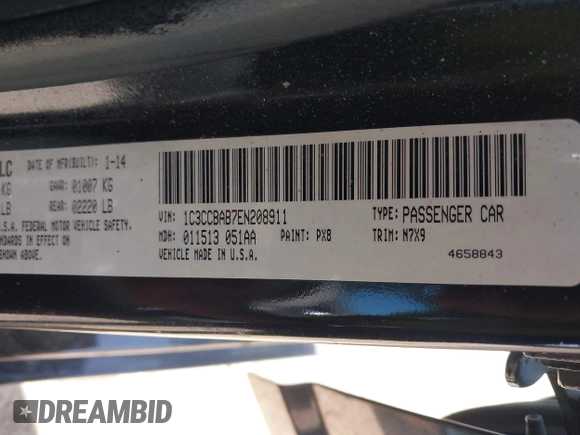 LC DATE OF MFR(BUILT): 1-14
KG GAWR: 01007 KG
LB REAR: 02220 LB
.S.A. FEDERAL MOTOR VEHICLE SAFETY,
ANDARDS IN EFFECT ON
SHOWN ABOVE.
VIN: 1C3CCBAB7EN208911 TYPE: PASSENGER CAR
MDH: 011513 051AA PAINT: PX8 TRIM: N7X9
VEHICLE MADE IN U.S.A. 4658843
DREAMBID